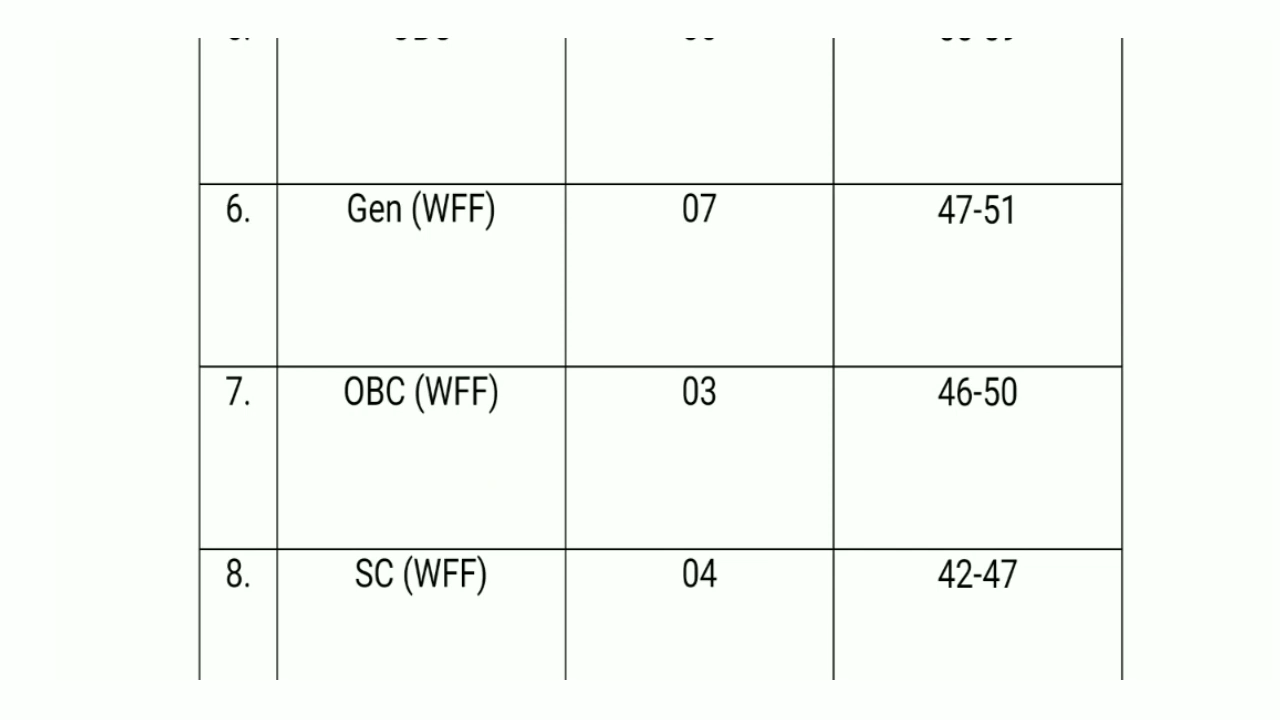 6. Gen (WFF) 07 47-51
7. OBC (WFF) 03 46-50
8. SC (WFF) 04 42-47